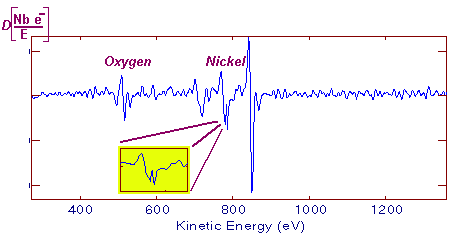 D[Nb e⁻/E]
Oxygen Nickel
400 600 800 1000 1200
Kinetic Energy (eV)